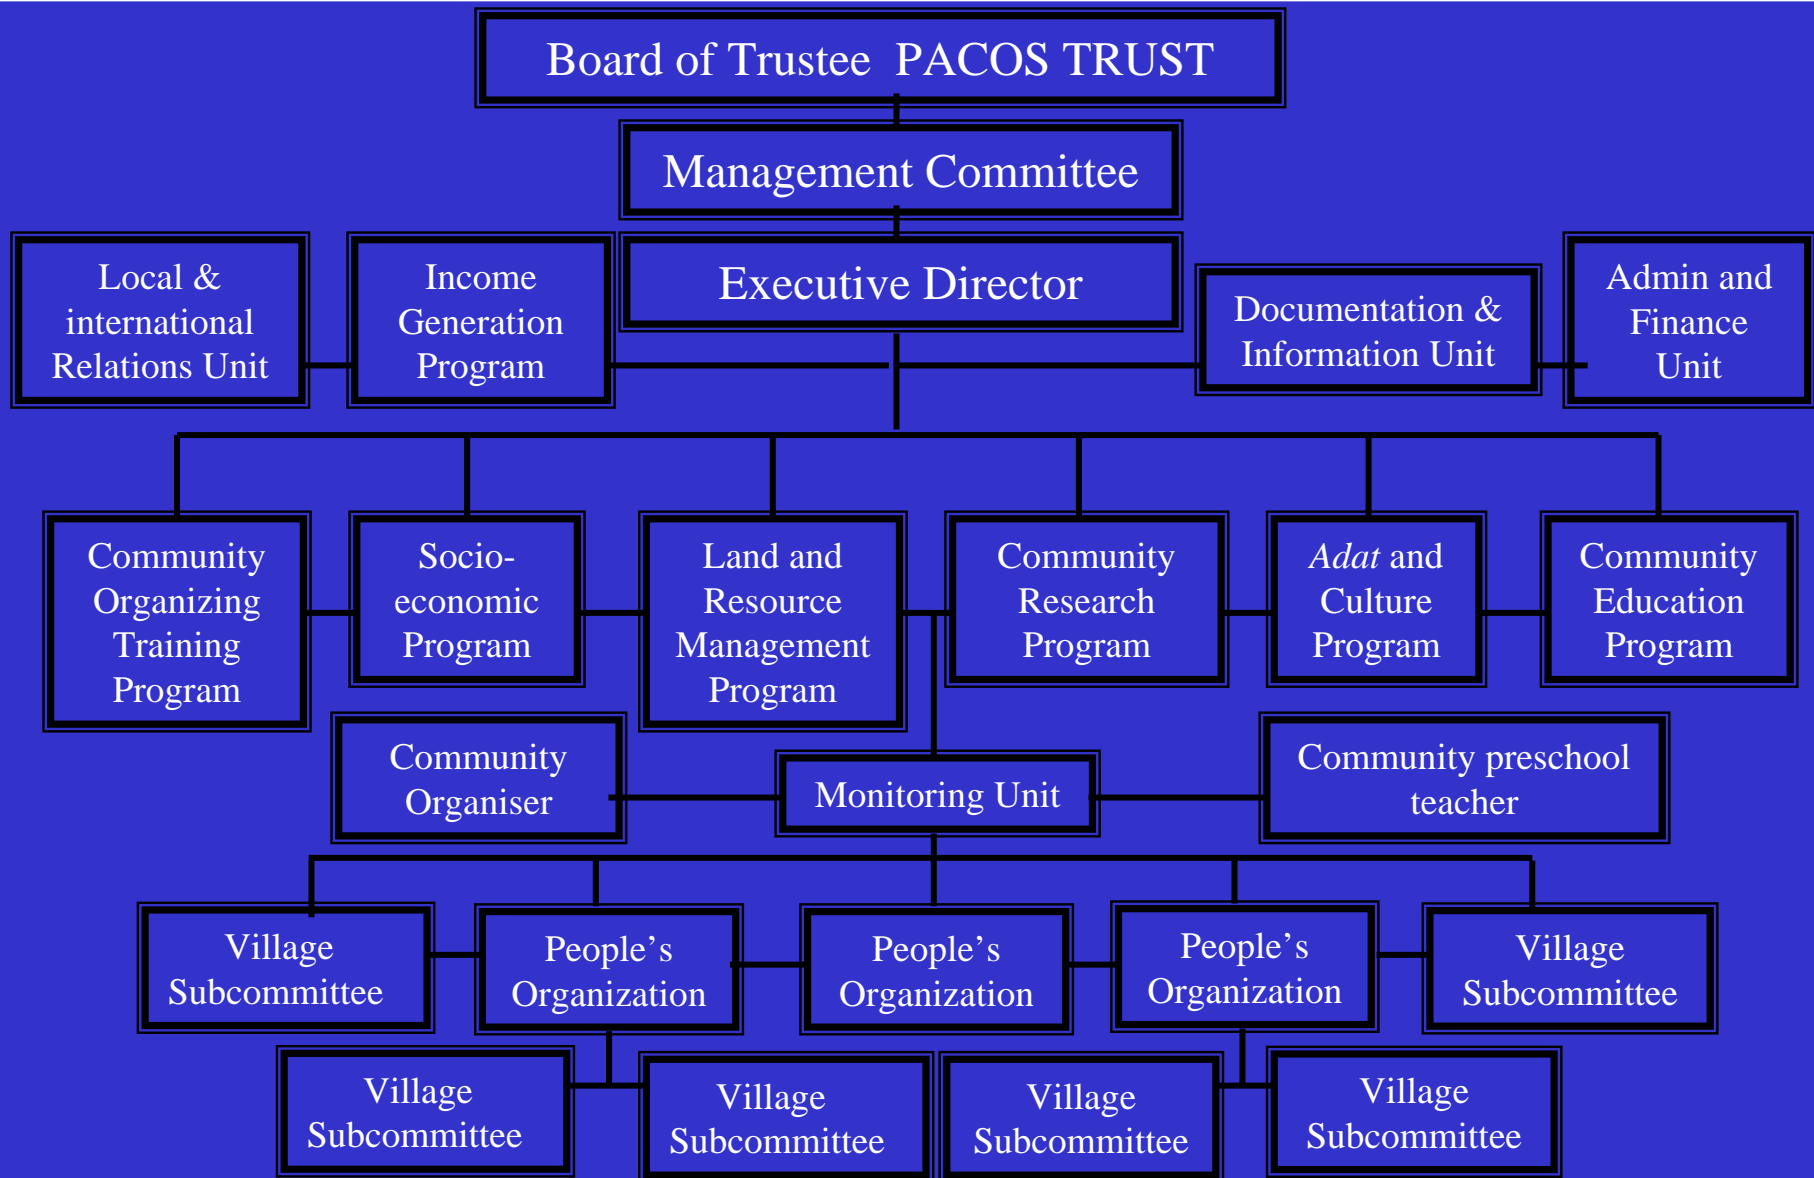 Board of Trustee PACOS TRUST
Management Committee
Local &
international
Relations Unit
Income
Generation
Program
Executive Director
Documentation &
Information Unit
Admin and
Finance
Unit
Community
Organizing
Training
Program
Socio-
economic
Program
Land and
Resource
Management
Program
Community
Research
Program
Adat and
Culture
Program
Community
Education
Program
Community
Organiser
Monitoring Unit
Community preschool
teacher
Village
Subcommittee
People’s
Organization
People’s
Organization
People’s
Organization
Village
Subcommittee
Village
Subcommittee
Village
Subcommittee
Village
Subcommittee
Village
Subcommittee